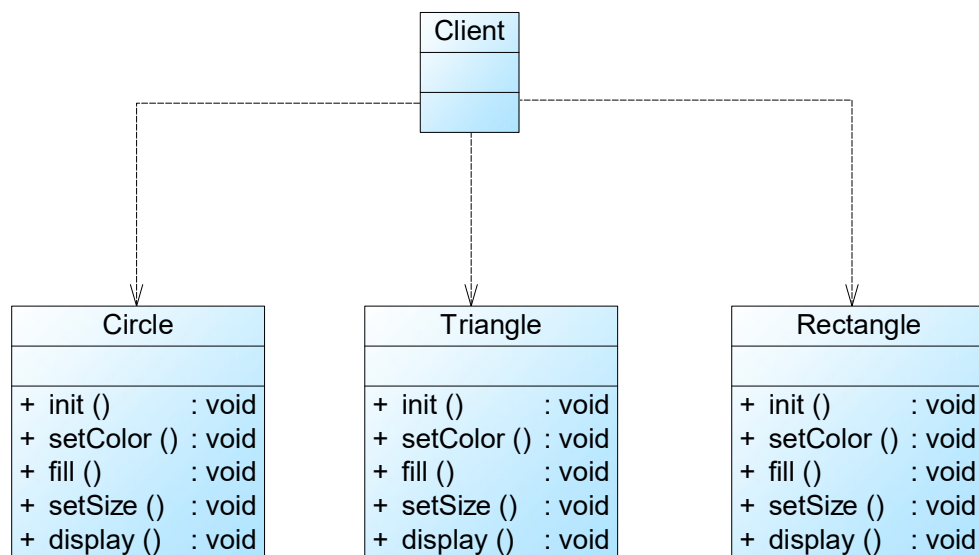 Client
Circle
+ init () : void
+ setColor () : void
+ fill () : void
+ setSize () : void
+ display () : void
Triangle
+ init () : void
+ setColor () : void
+ fill () : void
+ setSize () : void
+ display () : void
Rectangle
+ init () : void
+ setColor () : void
+ fill () : void
+ setSize () : void
+ display () : void